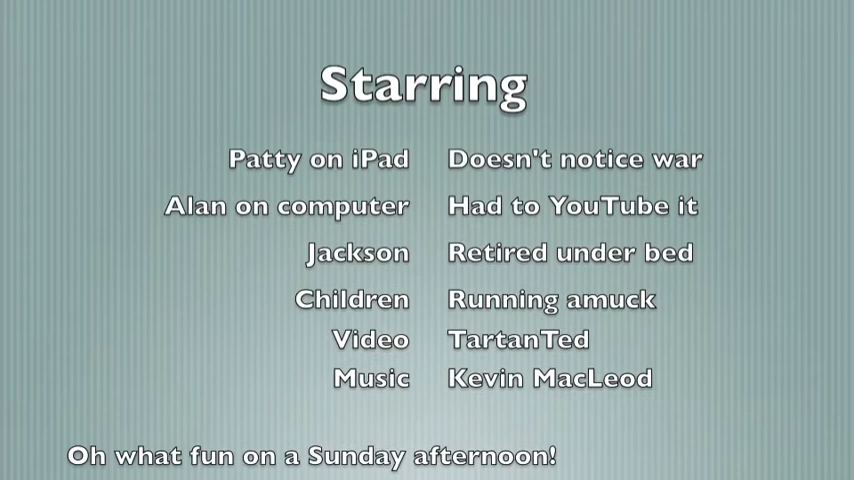 Starring
Patty on iPad Doesn't notice war
Alan on computer Had to YouTube it
Jackson Retired under bed
Children Running amuck
Video TartanTed
Music Kevin MacLeod
Oh what fun on a Sunday afternoon!